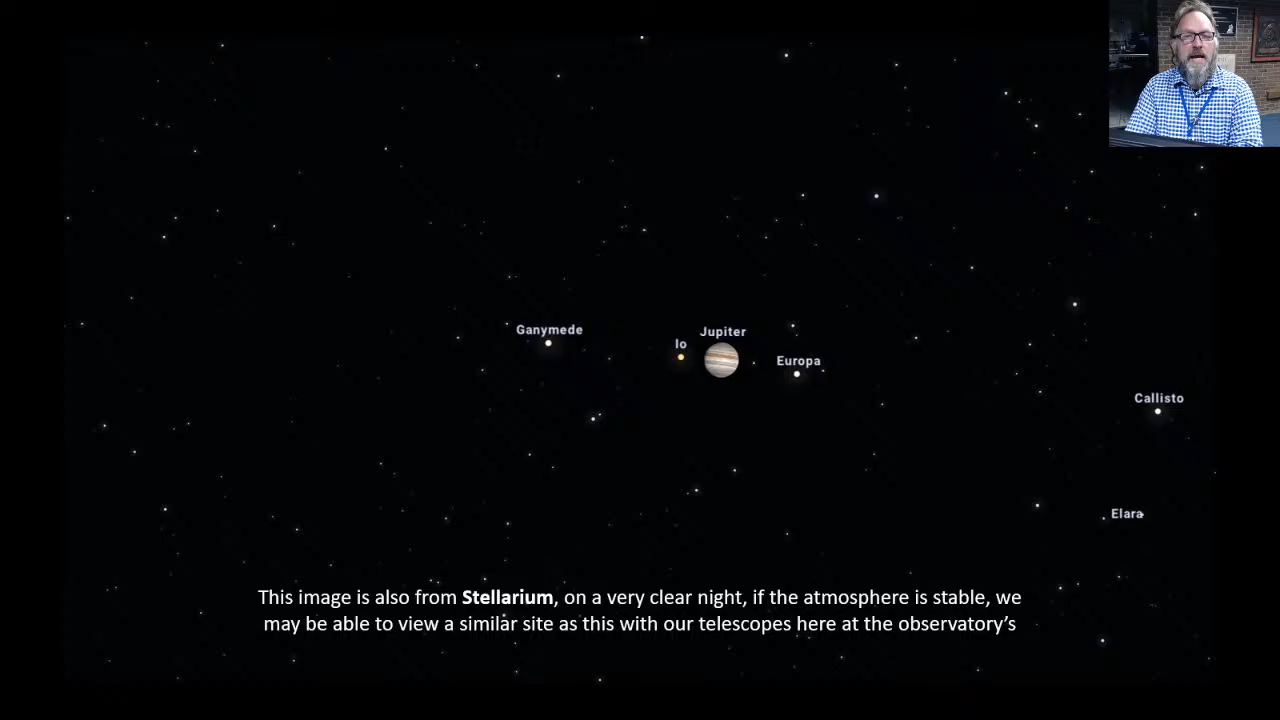 Ganymede
Io
Jupiter
Europa
Callisto
Elara
This image is also from Stellarium, on a very clear night, if the atmosphere is stable, we
may be able to view a similar site as this with our telescopes here at the observatory’s